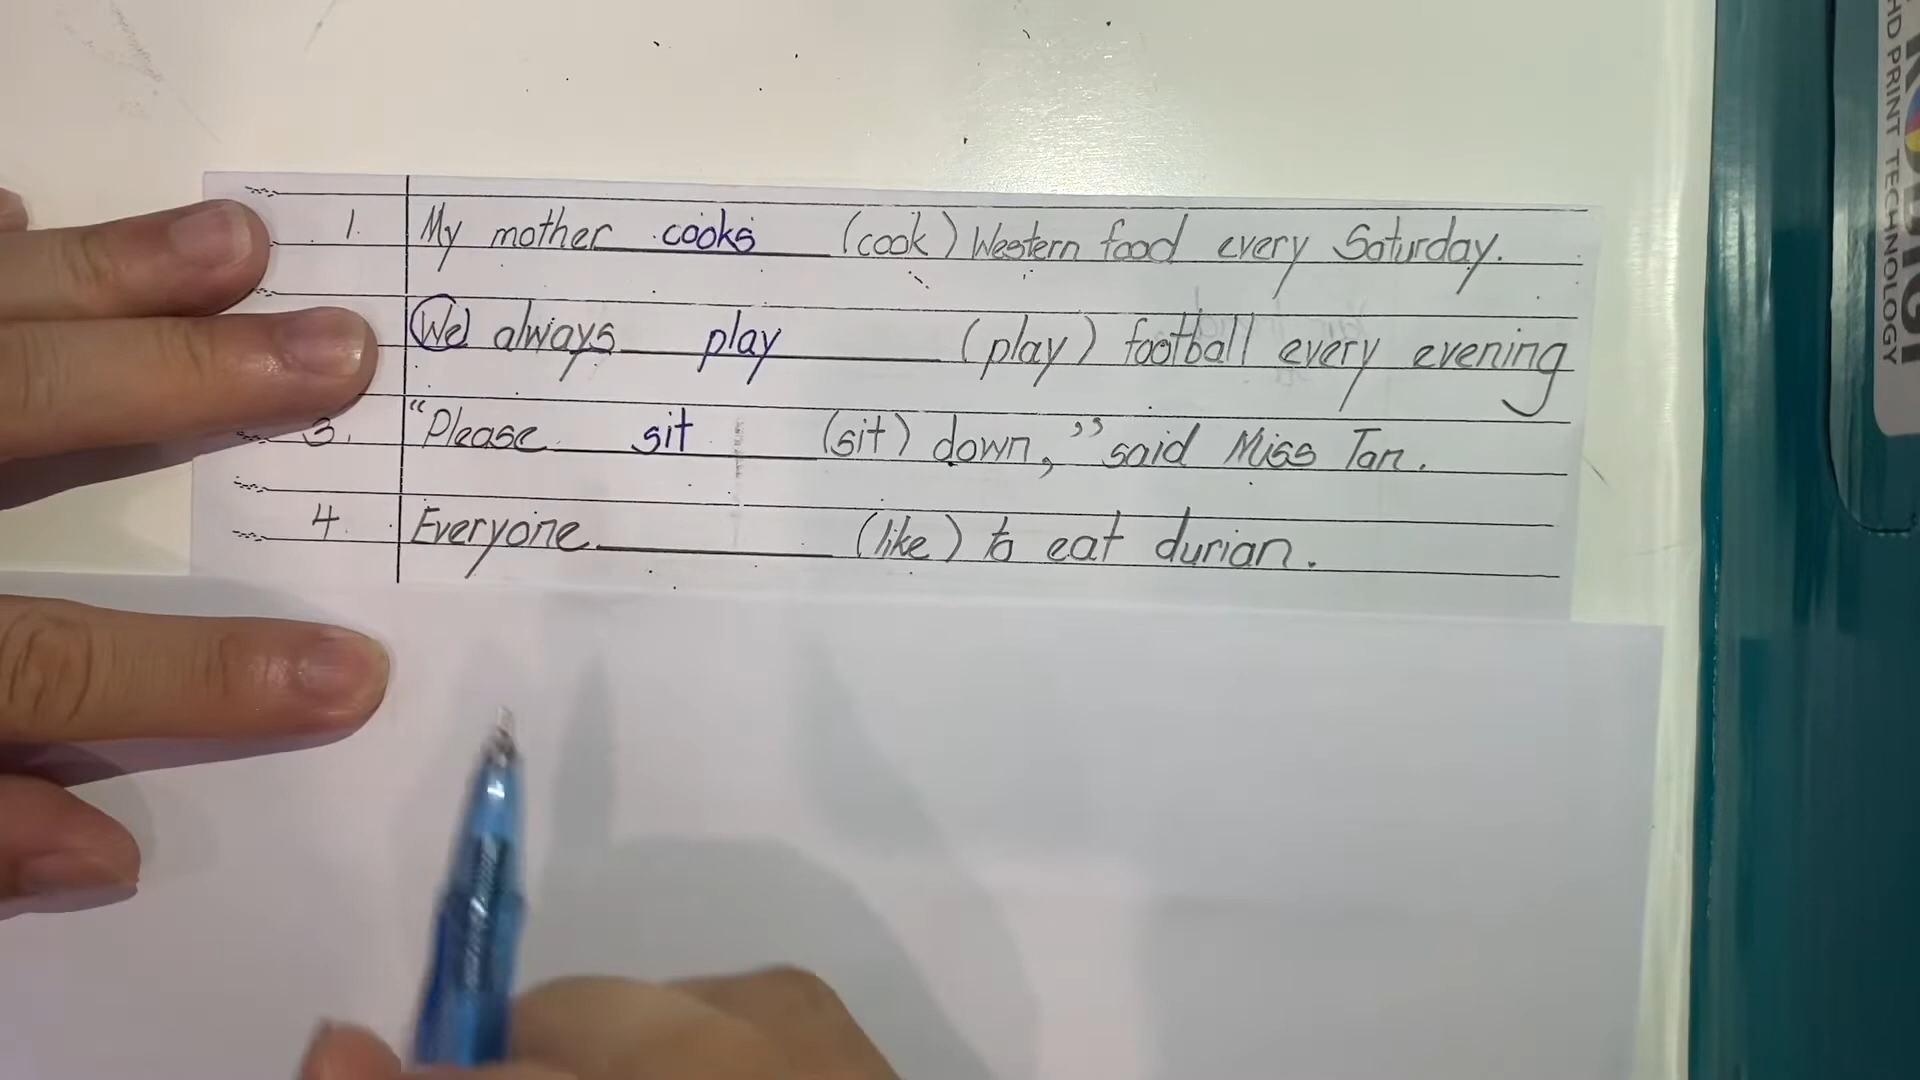 1. My mother cooks (cook) Western food every Saturday.
We always play (play) football every evening
3. "Please sit (sit) down," said Miss Tan.
4. Everyone (like) to eat durian.
HD PRINT TECHNOLOGY